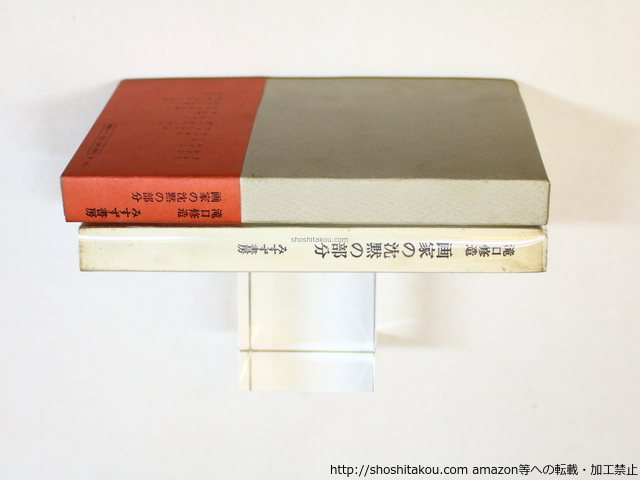 画家の沈黙の部分
滝口修造
みすず書房
滝口修造
画家の沈黙の部分
みすず書房
shoshitakou.com
http://shoshitakou.com amazon等への転載・加工禁止